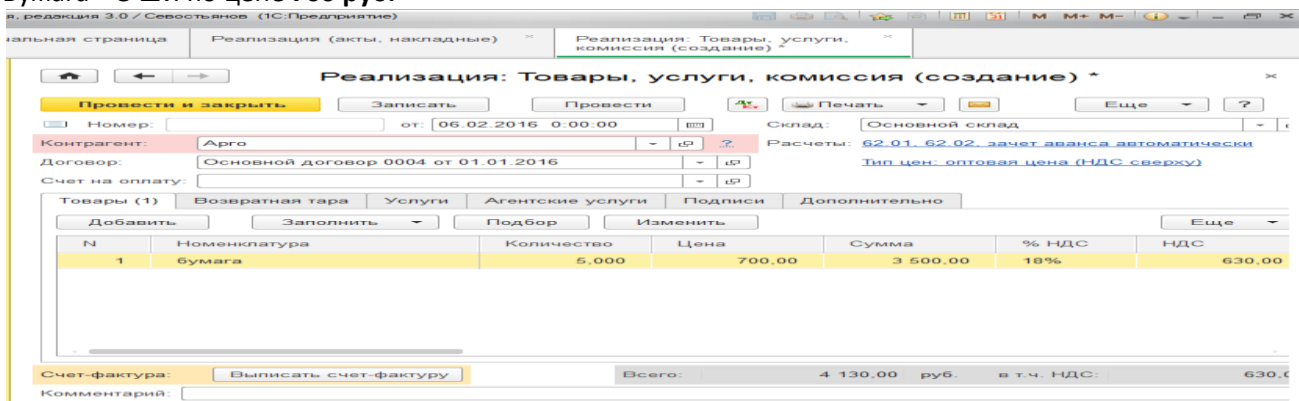 я, редакция 3.0 / Севостьянов (1С:Предприятие) M M+ M-
чальная страница Реализация (акты, накладные) × Реализация: Товары, услуги, комиссия (создание) * ×
Реализация: Товары, услуги, комиссия (создание) *
Провести и закрыть Записать Провести Печать Еще ?
Номер: от: 06.02.2016 0:00:00 Склад: Основной склад
Контрагент: Арго ? Расчеты: 62.01, 62.02, зачет аванса автоматически
Договор: Основной договор 0004 от 01.01.2016 Тип цен: оптовая цена (НДС сверху)
Счет на оплату:
Товары (1) Возвратная тара Услуги Агентские услуги Подписи Дополнительно
Добавить Заполнить Подбор Изменить Еще
N Номенклатура Количество Цена Сумма % НДС НДС
1 бумага 5,000 700,00 3 500,00 18% 630,00
Счет-фактура: Выписать счет-фактуру Всего: 4 130,00 руб. в т.ч. НДС: 630,0
Комментарий: